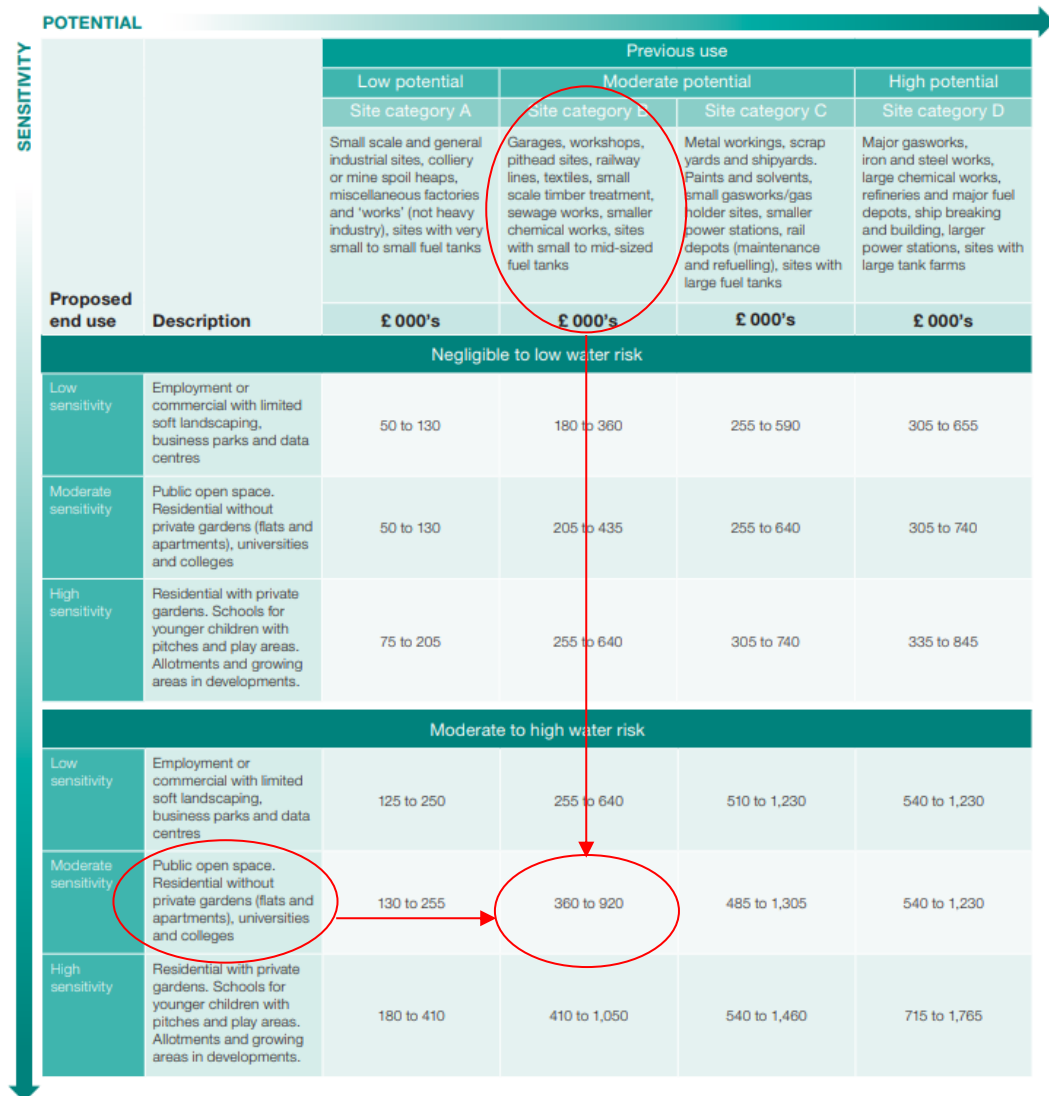 POTENTIAL
SENSITIVITY
Previous use
Low potential
Moderate potential
High potential
Site category A
Site category B
Site category C
Site category D
Proposed
end use
Description
Small scale and general
industrial sites, colliery
or mine spoil heaps,
miscellaneous factories
and ‘works’ (not heavy
industry), sites with very
small to small fuel tanks
Garages, workshops,
pithead sites, railway
lines, textiles, small
scale timber treatment,
sewage works, smaller
chemical works, sites
with small to mid-sized
fuel tanks
Metal workings, scrap
yards and shipyards.
Paints and solvents,
small gasworks/gas
holder sites, smaller
power stations, rail
depots (maintenance
and refuelling), sites with
large fuel tanks
Major gasworks,
iron and steel works,
large chemical works,
refineries and major fuel
depots, ship breaking
and building, larger
power stations, sites with
large tank farms
£ 000's
£ 000's
£ 000's
£ 000's
Negligible to low water risk
Low
sensitivity
Employment or
commercial with limited
soft landscaping,
business parks and data
centres
50 to 130
180 to 360
255 to 590
305 to 655
Moderate
sensitivity
Public open space.
Residential without
private gardens (flats and
apartments), universities
and colleges
50 to 130
205 to 435
255 to 640
305 to 740
High
sensitivity
Residential with private
gardens. Schools for
younger children with
pitches and play areas.
Allotments and growing
areas in developments.
75 to 205
255 to 640
305 to 740
335 to 845
Moderate to high water risk
Low
sensitivity
Employment or
commercial with limited
soft landscaping,
business parks and data
centres
125 to 250
255 to 640
510 to 1,230
540 to 1,230
Moderate
sensitivity
Public open space.
Residential without
private gardens (flats and
apartments), universities
and colleges
130 to 255
360 to 920
485 to 1,305
540 to 1,230
High
sensitivity
Residential with private
gardens. Schools for
younger children with
pitches and play areas.
Allotments and growing
areas in developments.
180 to 410
410 to 1,050
540 to 1,460
715 to 1,765